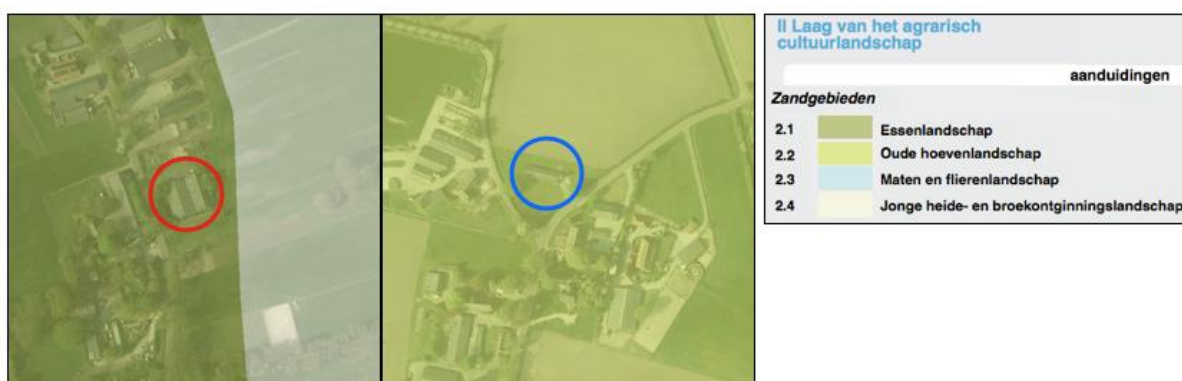 II Laag van het agrarisch
cultuurlandschap
aanduidingen
Zandgebieden
2.1 Essenlandschap
2.2 Oude hoevenlandschap
2.3 Maten en flierenlandschap
2.4 Jonge heide- en broekontginningslandschap